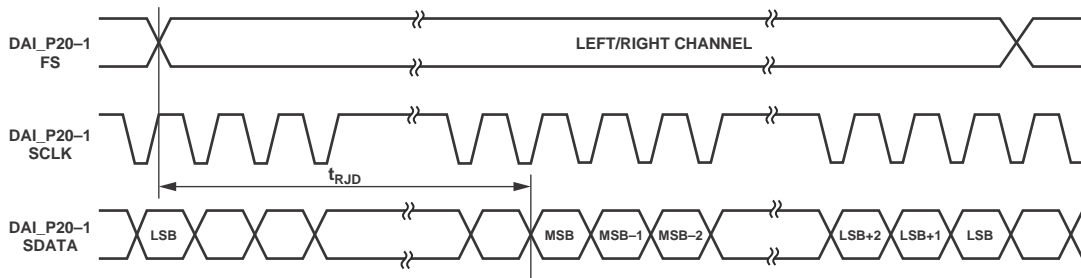 DAI_P20–1
FS
LEFT/RIGHT CHANNEL
DAI_P20–1
SCLK
tRJD
DAI_P20–1
SDATA
LSB
MSB
MSB–1
MSB–2
LSB+2
LSB+1
LSB